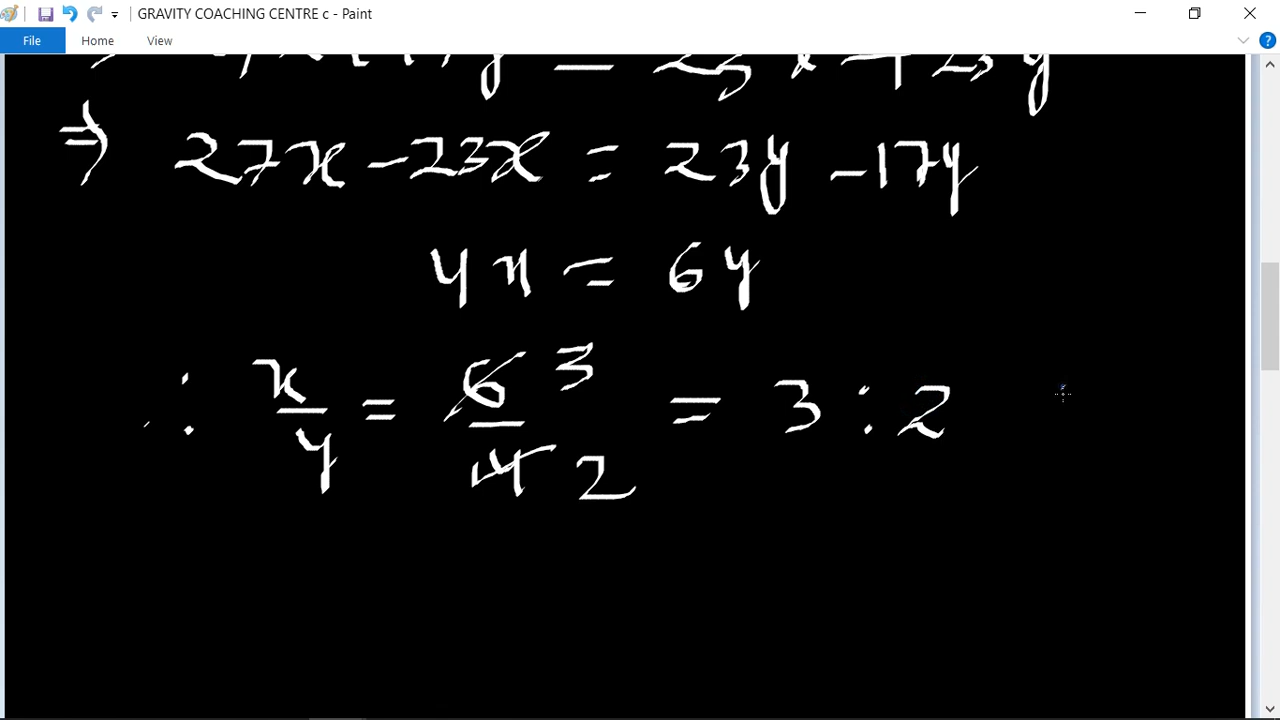 GRAVITY COACHING CENTRE c - Paint
File Home View
=> 27x - 23x = 23y - 17y
4x = 6y
∴ x/y = 6/4 3/2 = 3 : 2